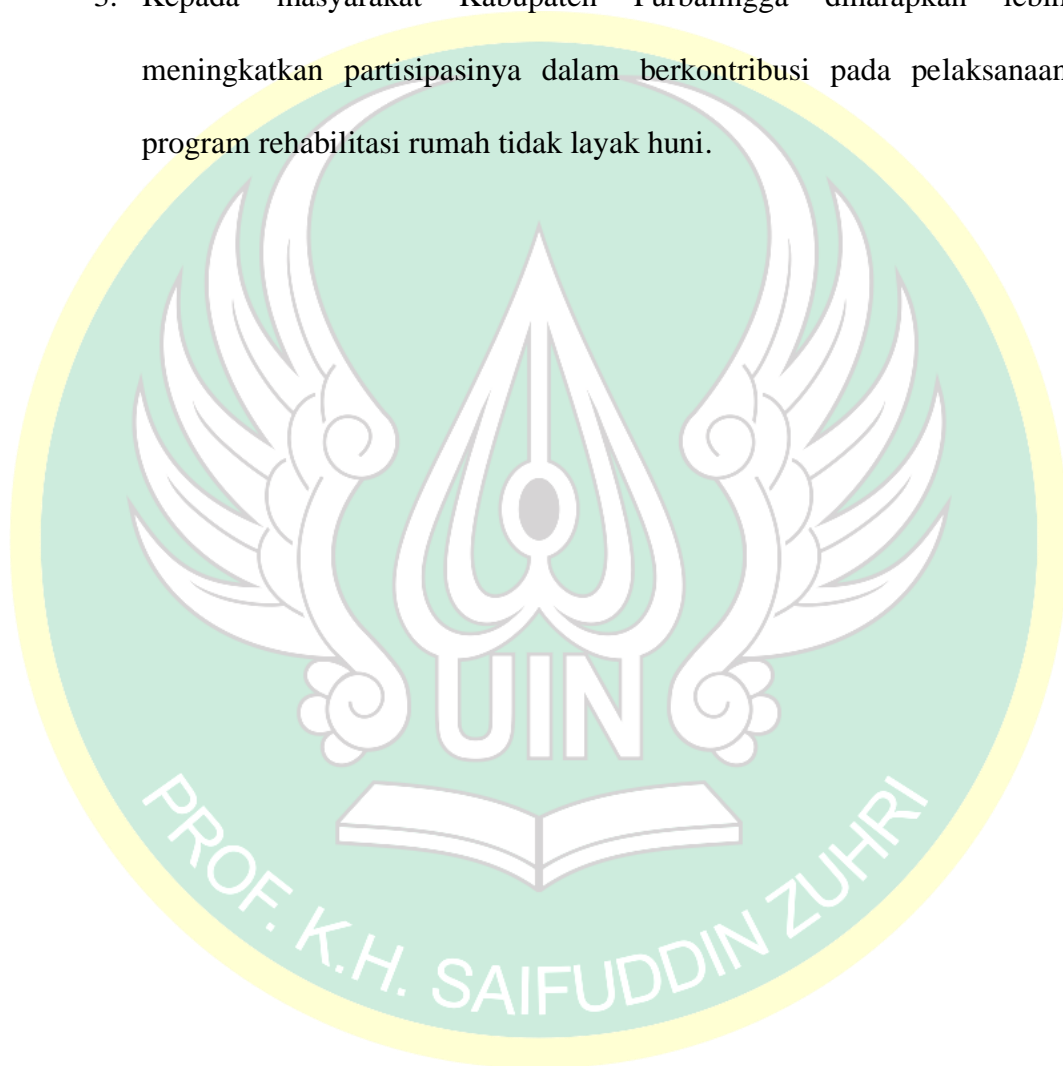 3. Kepada masyarakat Kabupaten Purbalingga diharapkan lebih
meningkatkan partisipasinya dalam berkontribusi pada pelaksanaan
program rehabilitasi rumah tidak layak huni.
UIN
PROF. K.H. SAIFUDDIN ZUHRI